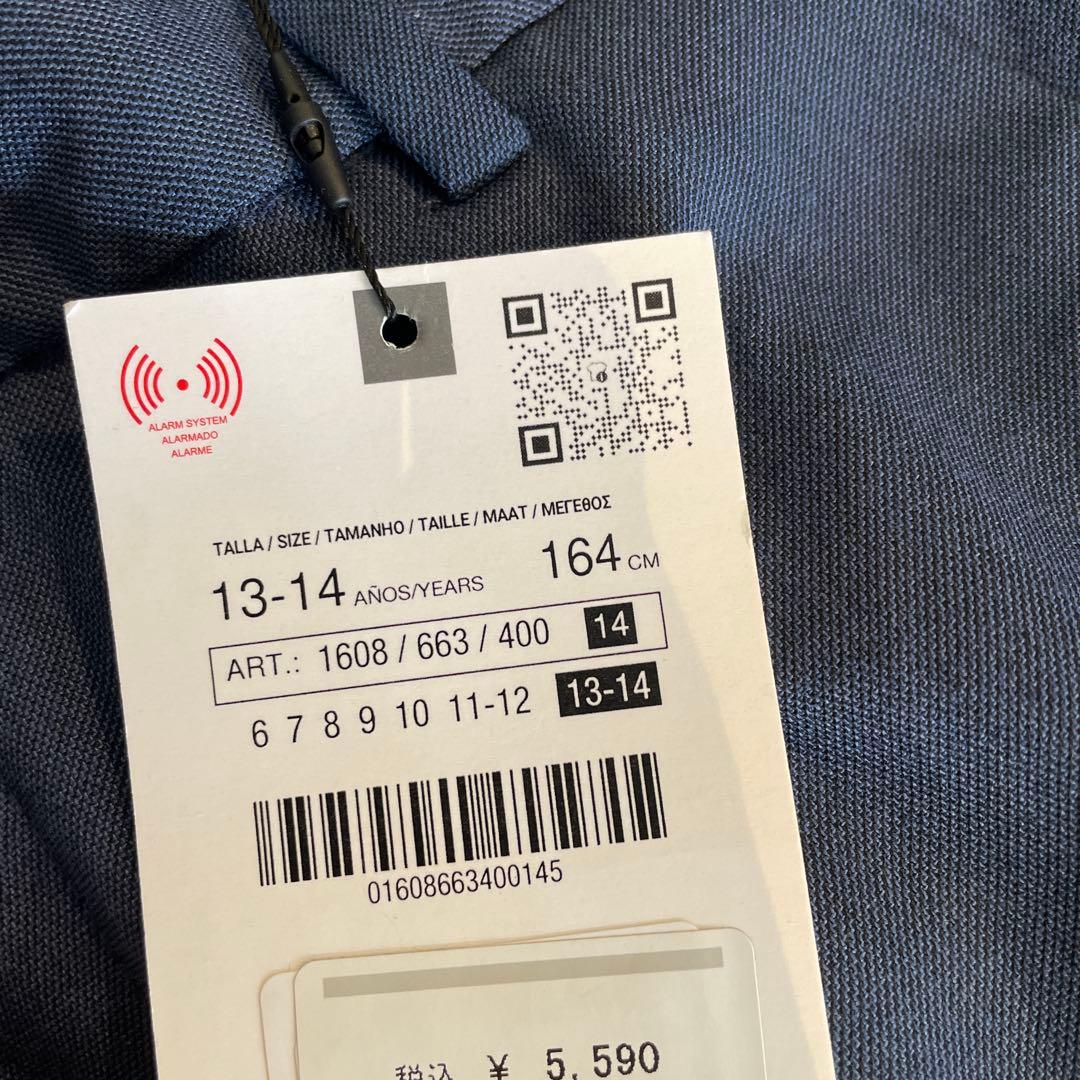 ALARM SYSTEM
ALARMADO
ALARME
TALLA / SIZE / TAMANHO / TAILLE / MAAT / ΜΕΓΕΘΟΣ
13-14 AÑOS/YEARS 164 CM
ART.: 1608 / 663 / 400 14
6 7 8 9 10 11-12 13-14
01608663400145
税込 ¥ 5,590